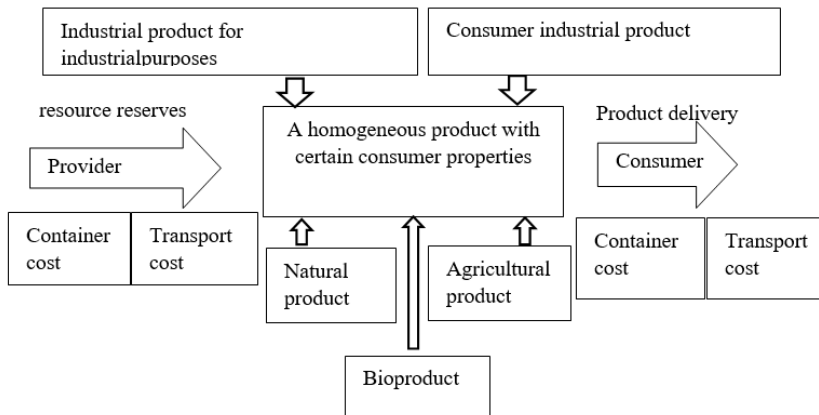 Industrial product for
industrialpurposes
Consumer industrial product
resource reserves
Provider
A homogeneous product with
certain consumer properties
Product delivery
Consumer
Container
cost
Transport
cost
Natural
product
Agricultural
product
Container
cost
Transport
cost
Bioproduct